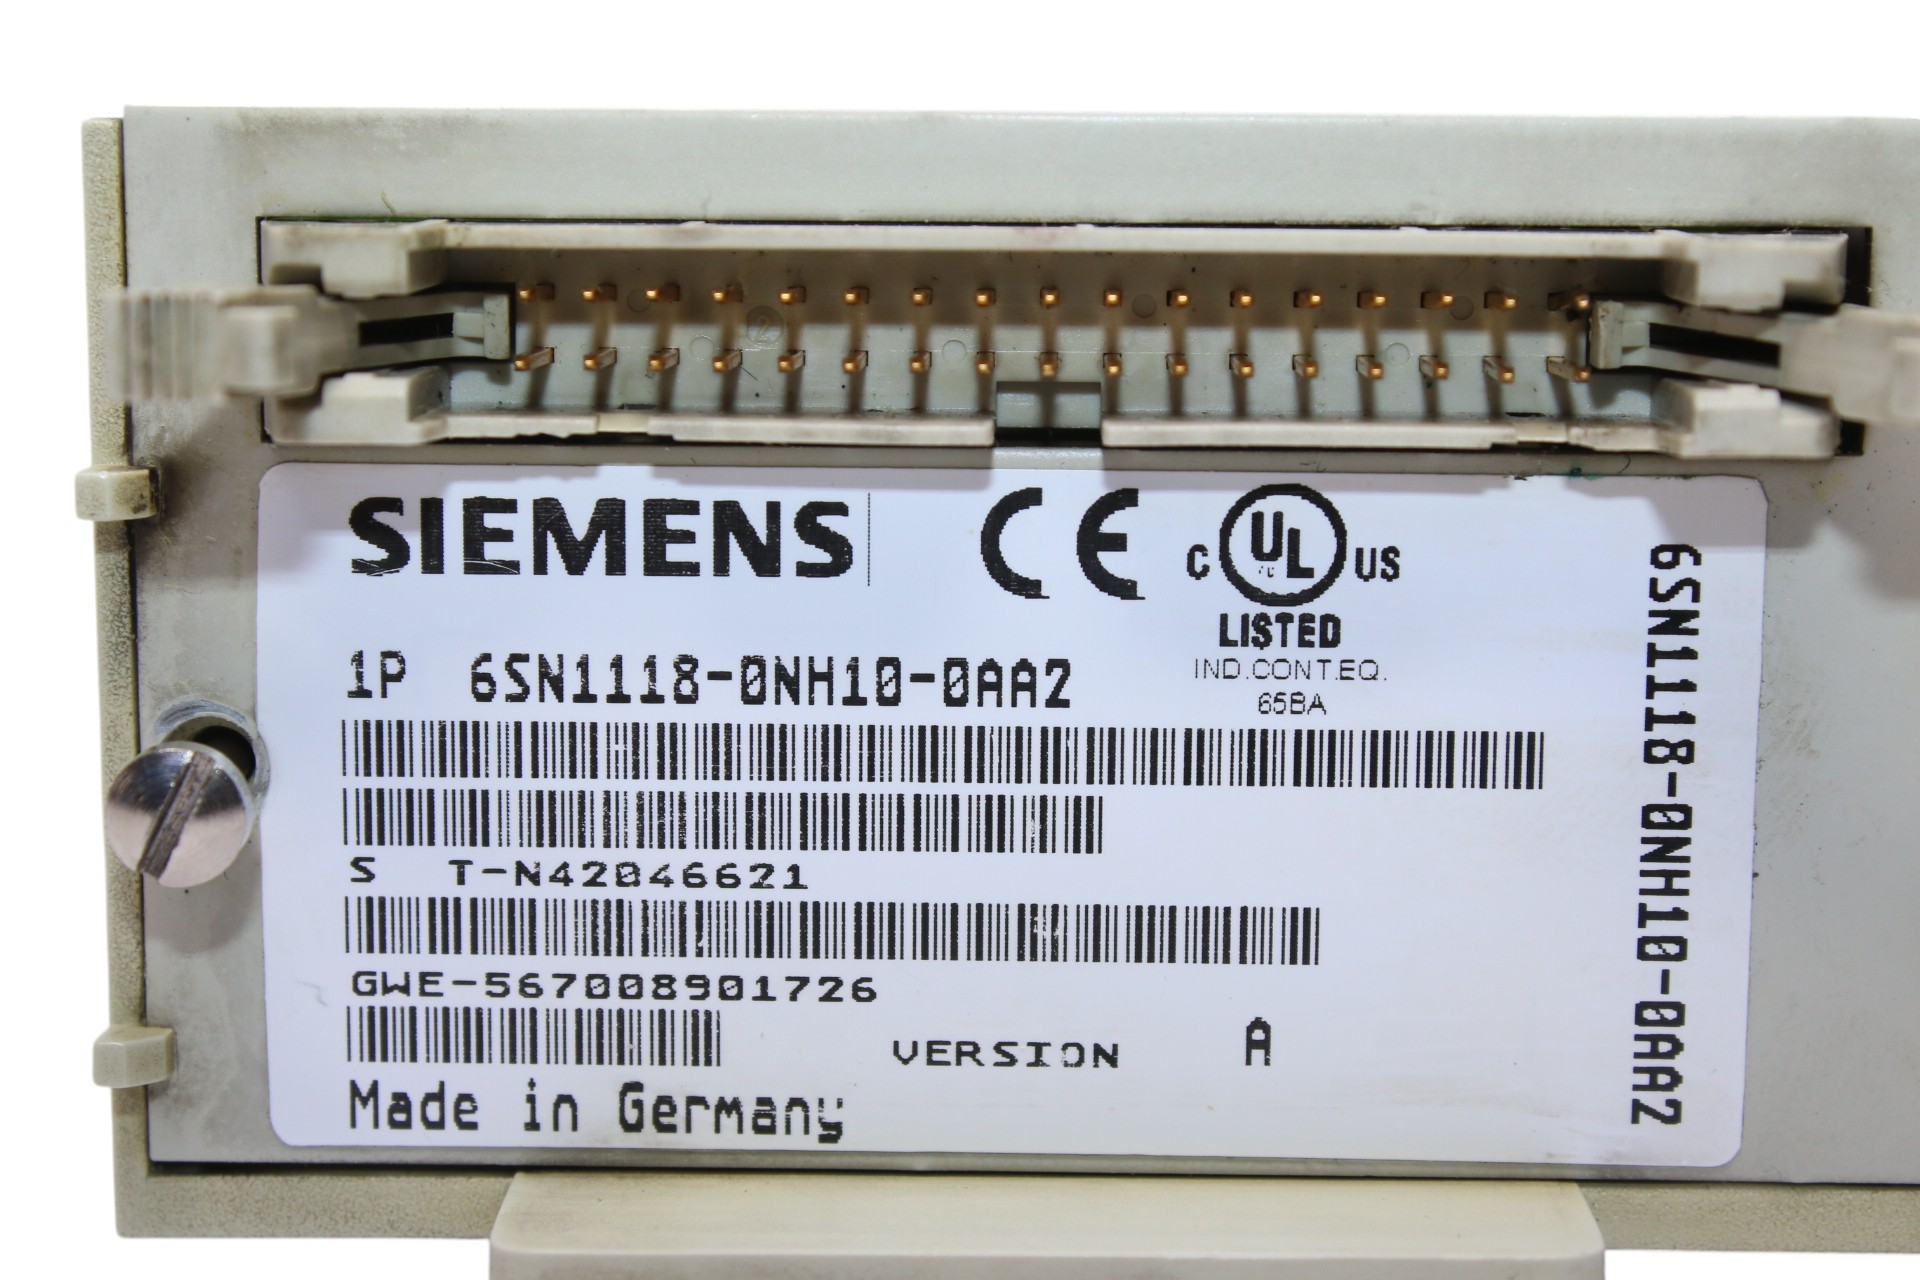 SIEMENS
CE
C UL US
LISTED
IND.CONT.EQ.
65BA
1P 6SN1118-0NH10-0AA2
S T-N42046621
GWE-567008901726
VERSION A
Made in Germany
6SN1118-0NH10-0AA2